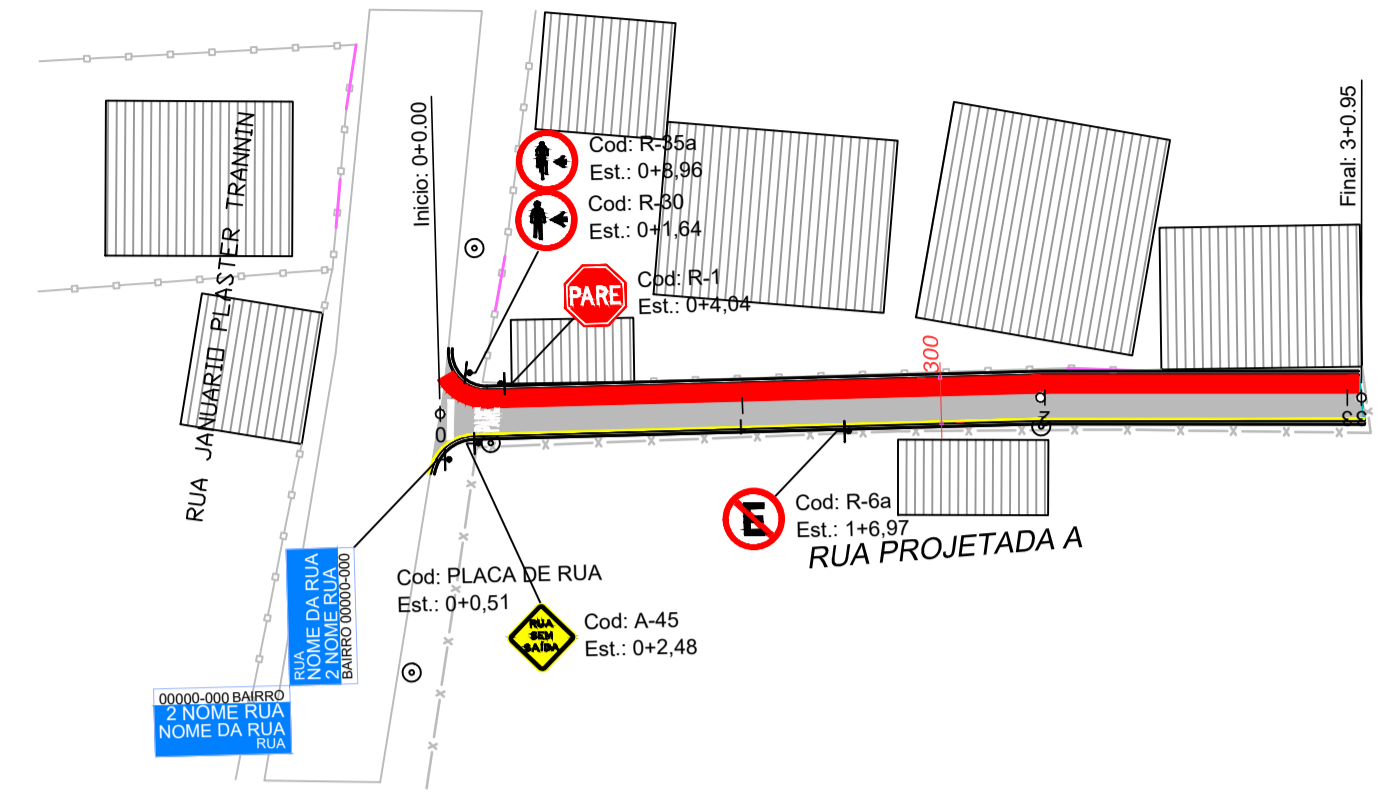 RUA JANUARIO PLASTER TRANNIN
Inicio: 0+0.00
Final: 3+0.95
Cod: R-35a
Est.: 0+8,96
Cod: R-30
Est.: 0+1,64
PARE
Cod: R-1
Est.: 0+4,04
300
PARE
0
1
2
3
Cod: R-6a
Est.: 1+6,97
E
RUA PROJETADA A
Cod: PLACA DE RUA
Est.: 0+0,51
RUA
SEM
SAÍDA
Cod: A-45
Est.: 0+2,48
RUA
NOME DA RUA
2 NOME RUA
BAIRRO 00000-000
00000-000 BAIRRO
2 NOME RUA
NOME DA RUA
RUA